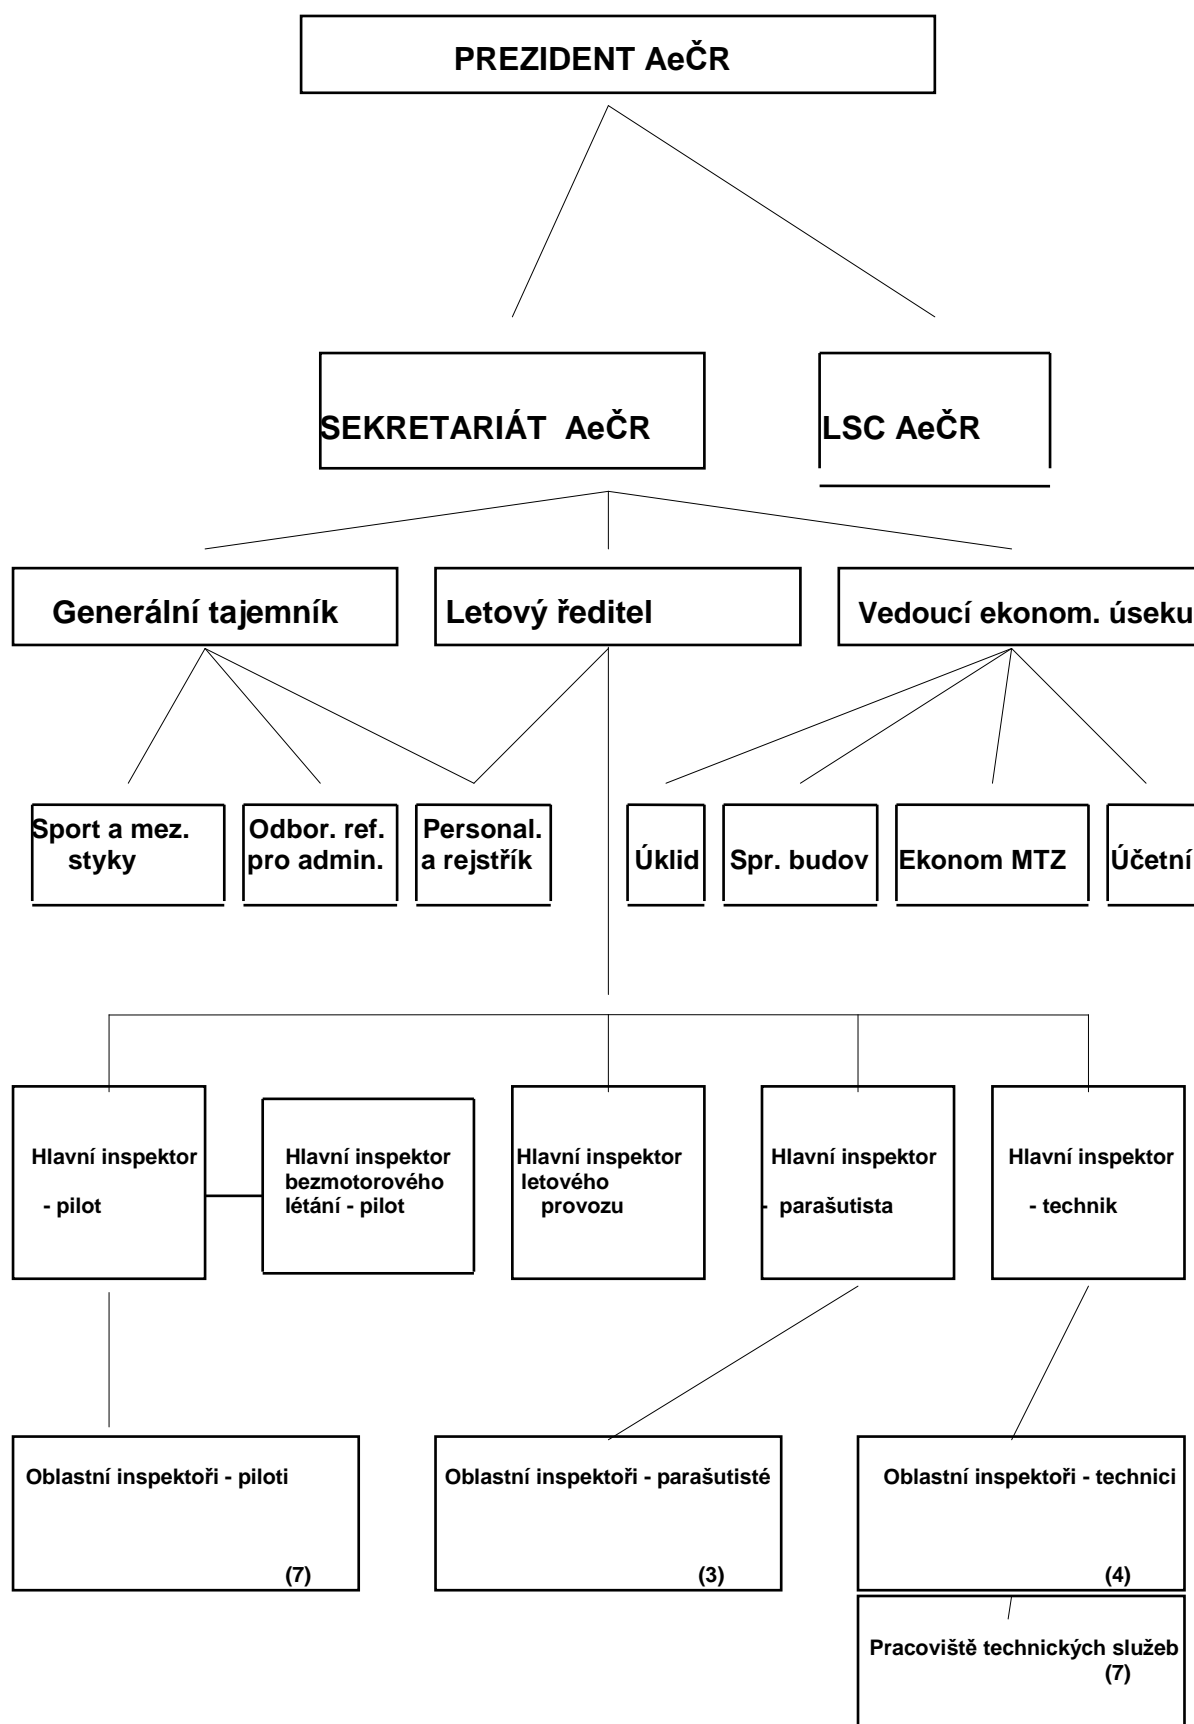 PREZIDENT AeČR
SEKRETARIÁT AeČR
LSC AeČR
Generální tajemník
Letový ředitel
Vedoucí ekonom. úseku
Sport a mez.
styky
Odbor. ref.
pro admin.
Personal.
a rejstřík
Úklid
Spr. budov
Ekonom MTZ
Účetní
Hlavní inspektor
- pilot
Hlavní inspektor
bezmotorového
létání - pilot
Hlavní inspektor
letového
provozu
Hlavní inspektor
- parašutista
Hlavní inspektor
- technik
Oblastní inspektoři - piloti
(7)
Oblastní inspektoři - parašutisté
(3)
Oblastní inspektoři - technici
(4)
Pracoviště technických služeb
(7)